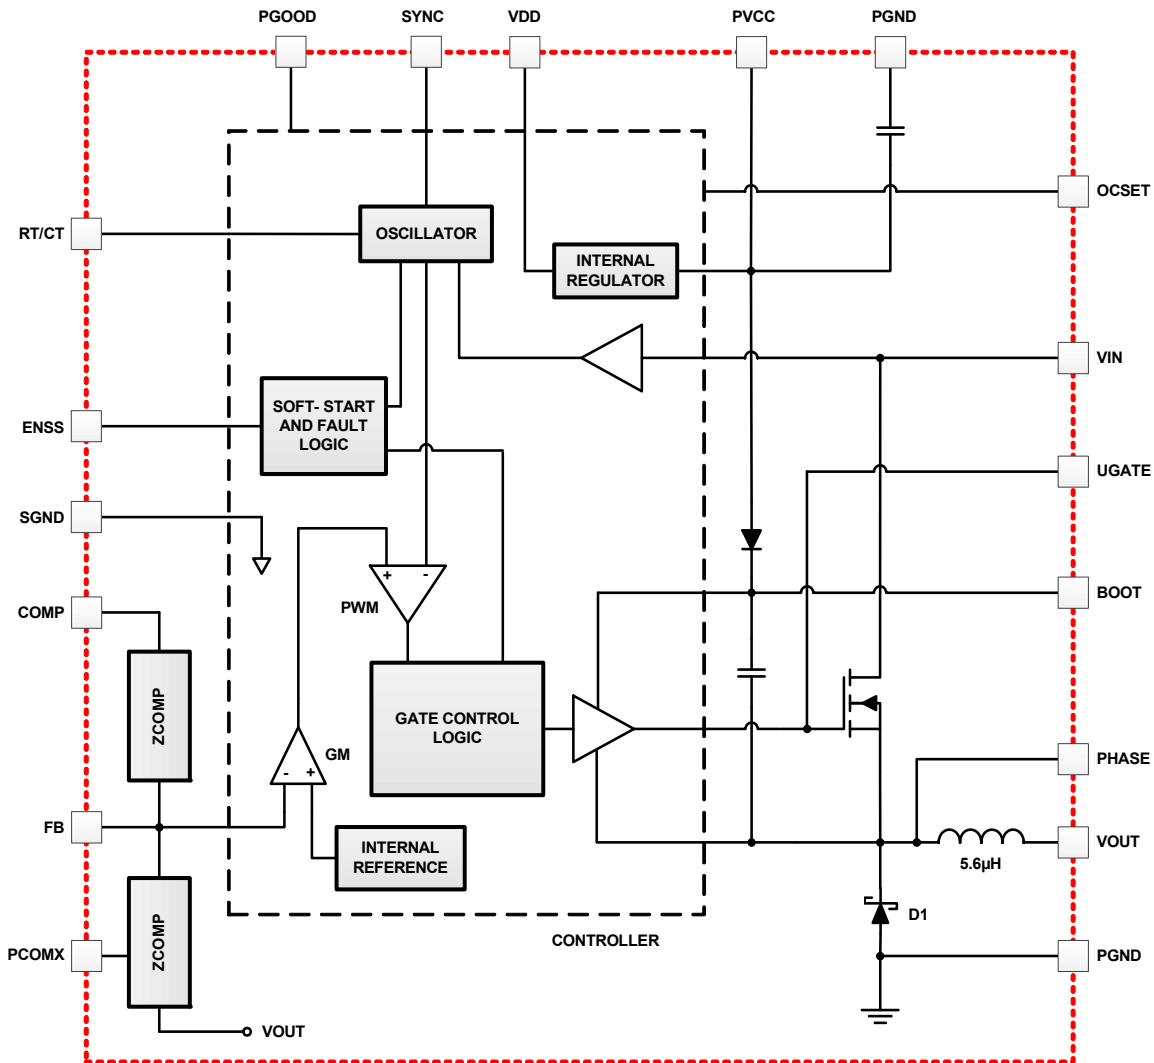 PGOOD
SYNC
VDD
PVCC
PGND
OCSET
RT/CT
OSCILLATOR
INTERNAL
REGULATOR
VIN
SOFT- START
AND FAULT
LOGIC
ENSS
UGATE
SGND
+
-
PWM
COMP
BOOT
ZCOMP
GATE CONTROL
LOGIC
GM
-
+
PHASE
FB
VOUT
INTERNAL
REFERENCE
5.6µH
ZCOMP
D1
CONTROLLER
PCOMX
PGND
VOUT